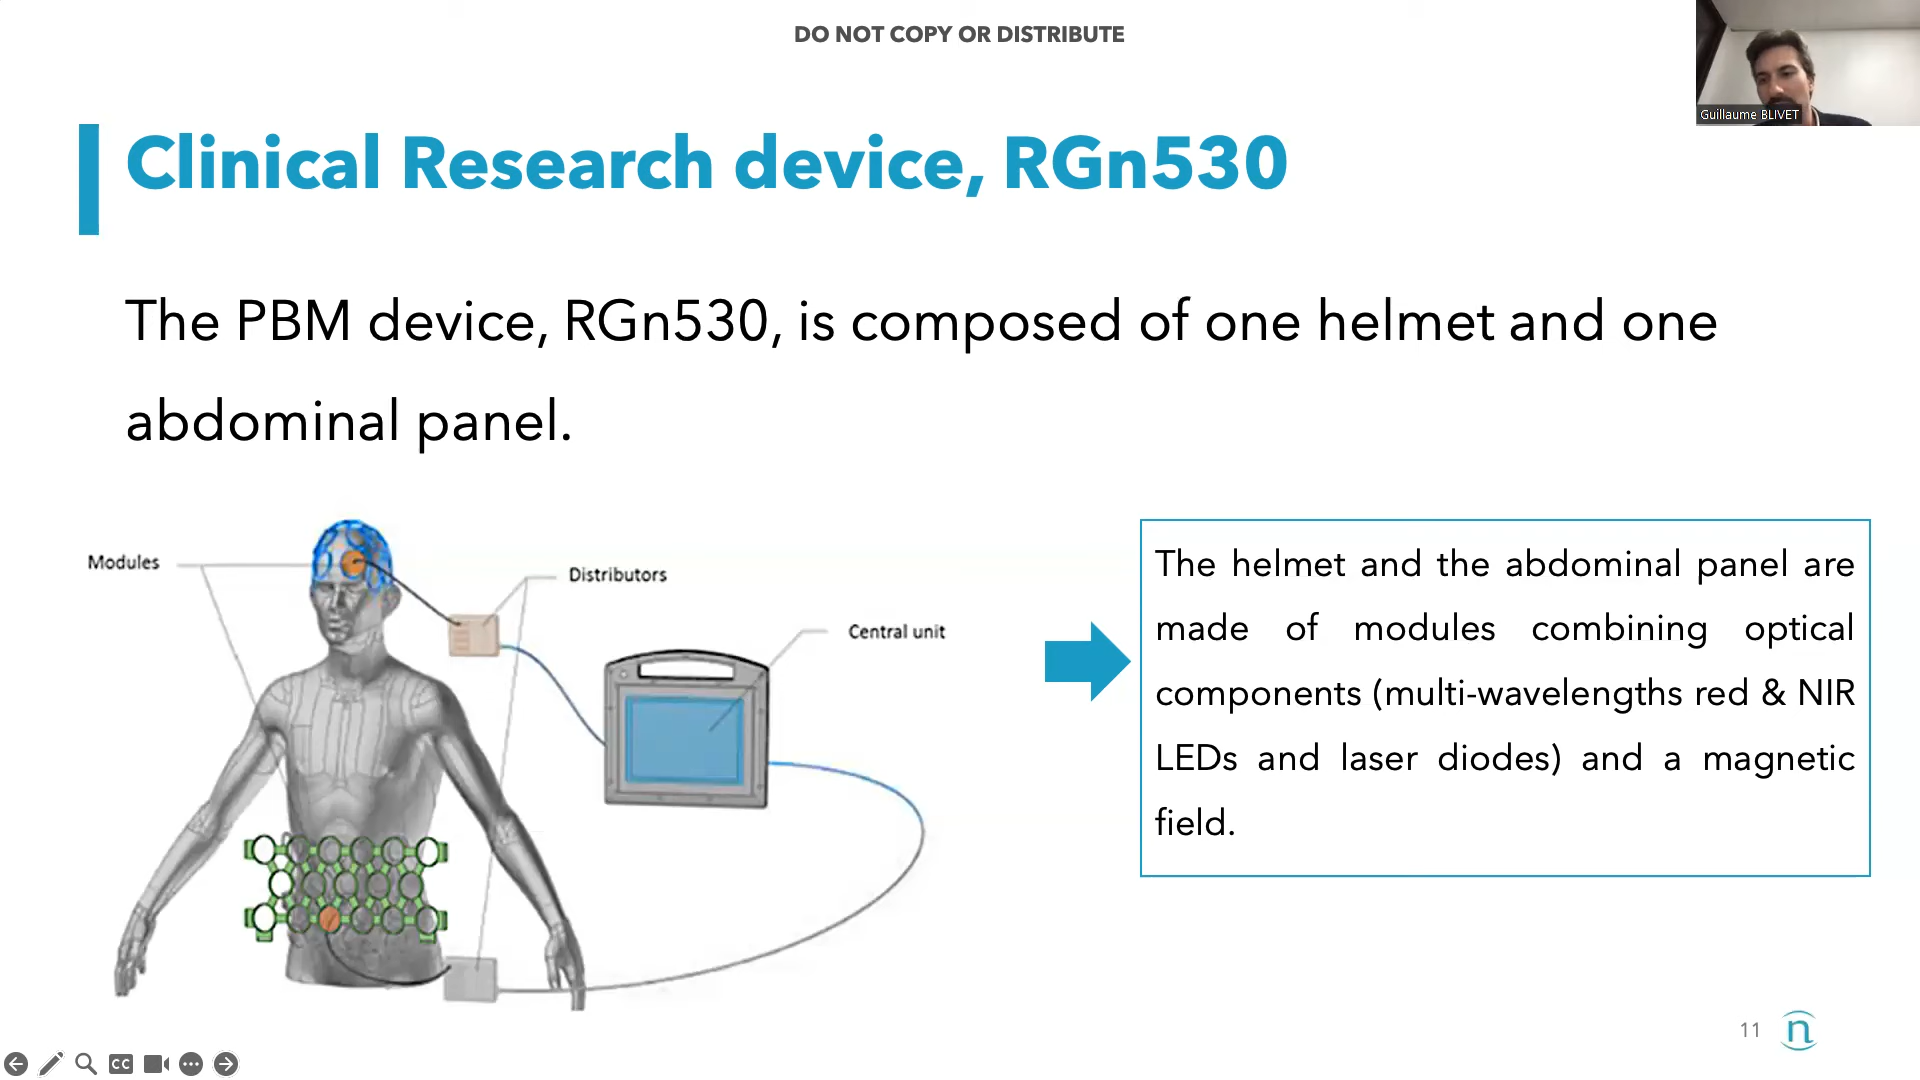 DO NOT COPY OR DISTRIBUTE
Guillaume BLIVET
Clinical Research device, RGn530
The PBM device, RGn530, is composed of one helmet and one
abdominal panel.
Modules
Distributors
Central unit
The helmet and the abdominal panel are
made of modules combining optical
components (multi-wavelengths red & NIR
LEDs and laser diodes) and a magnetic
field.
11
n
CC